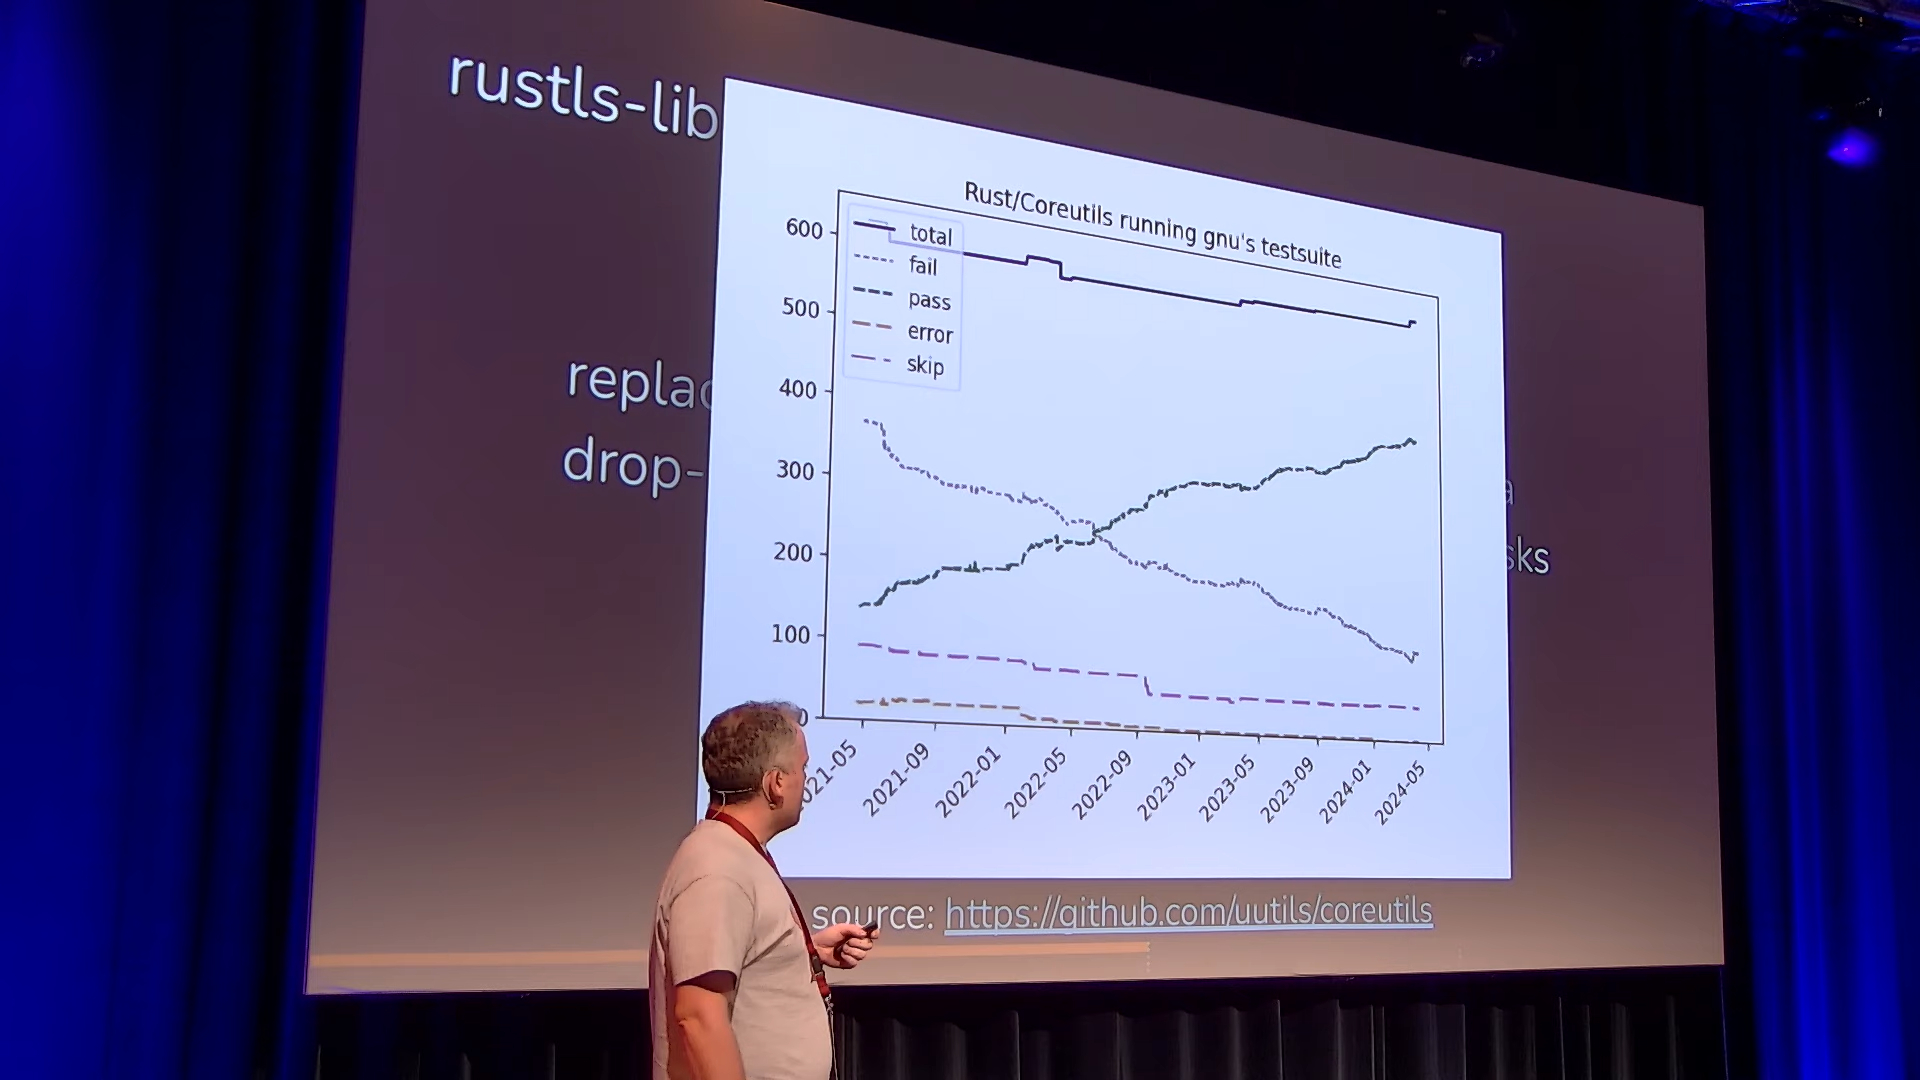 rustls-lib
replac
drop-
sks
Rust/Coreutils running gnu's testsuite
total
fail
pass
error
skip
600
500
400
300
200
100
0
2021-05
2021-09
2022-01
2022-05
2022-09
2023-01
2023-05
2023-09
2024-01
2024-05
source: https://github.com/uutils/coreutils